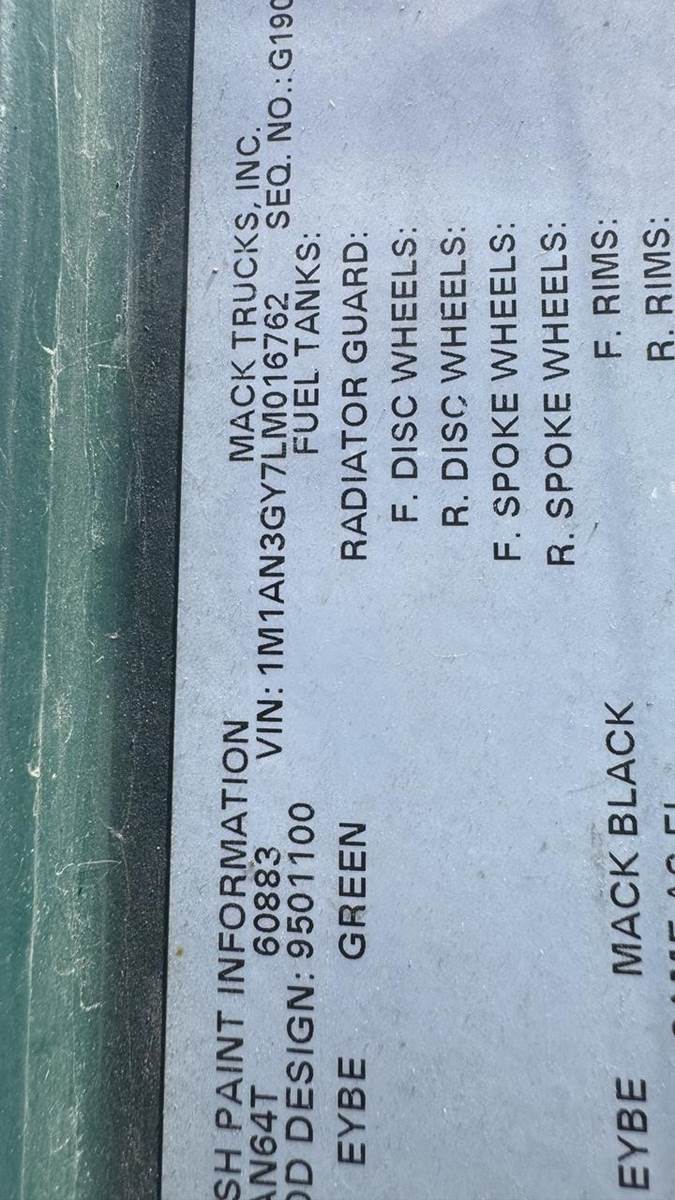 SH PAINT INFORMATION MACK TRUCKS, INC.
AN64T 60883 VIN: 1M1AN3GY7LM016762 SEQ. NO.: G190
DD DESIGN: 9501100 FUEL TANKS:
EYBE GREEN RADIATOR GUARD:
F. DISC WHEELS:
R. DISC WHEELS:
F. SPOKE WHEELS:
R. SPOKE WHEELS:
EYBE MACK BLACK F. RIMS:
R. RIMS: